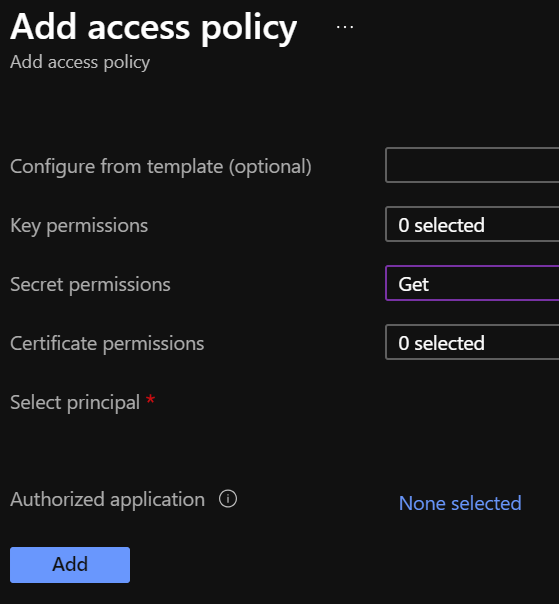 Add access policy ...
Add access policy
Configure from template (optional)
Key permissions 0 selected
Secret permissions Get
Certificate permissions 0 selected
Select principal *
Authorized application None selected
Add